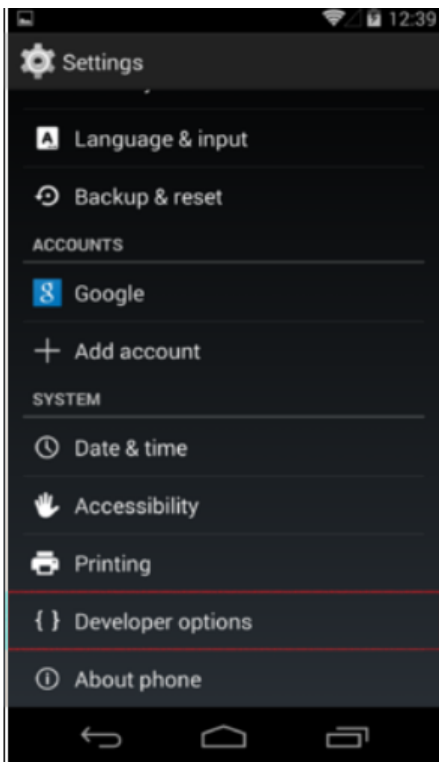 12:39
Settings
Language & input
Backup & reset
ACCOUNTS
Google
Add account
SYSTEM
Date & time
Accessibility
Printing
{ } Developer options
About phone